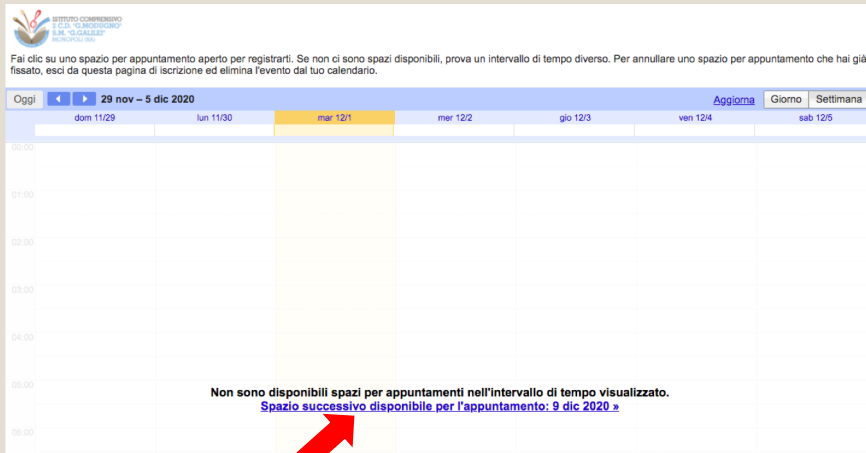 ISTITUTO COMPRENSIVO
I C.D. "G.MODUGNO"
S.M. "G.GALILEI"
MONOPOLI (BA)
Fai clic su uno spazio per appuntamento aperto per registrarti. Se non ci sono spazi disponibili, prova un intervallo di tempo diverso. Per annullare uno spazio per appuntamento che hai già
fissato, esci da questa pagina di iscrizione ed elimina l'evento dal tuo calendario.
Oggi 29 nov – 5 dic 2020 Aggiorna Giorno Settimana
dom 11/29 lun 11/30 mar 12/1 mer 12/2 gio 12/3 ven 12/4 sab 12/5
00:00
01:00
02:00
03:00
04:00
05:00
Non sono disponibili spazi per appuntamenti nell'intervallo di tempo visualizzato.
Spazio successivo disponibile per l'appuntamento: 9 dic 2020 »
06:00